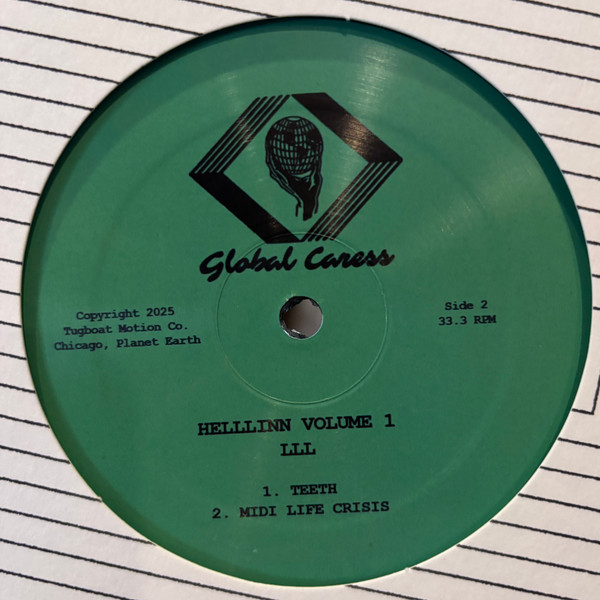 Global Caress
Copyright 2025
Tugboat Motion Co.
Chicago, Planet Earth
Side 2
33.3 RPM
HELLLINN VOLUME 1
LLL
1. TEETH
2. MIDI LIFE CRISIS